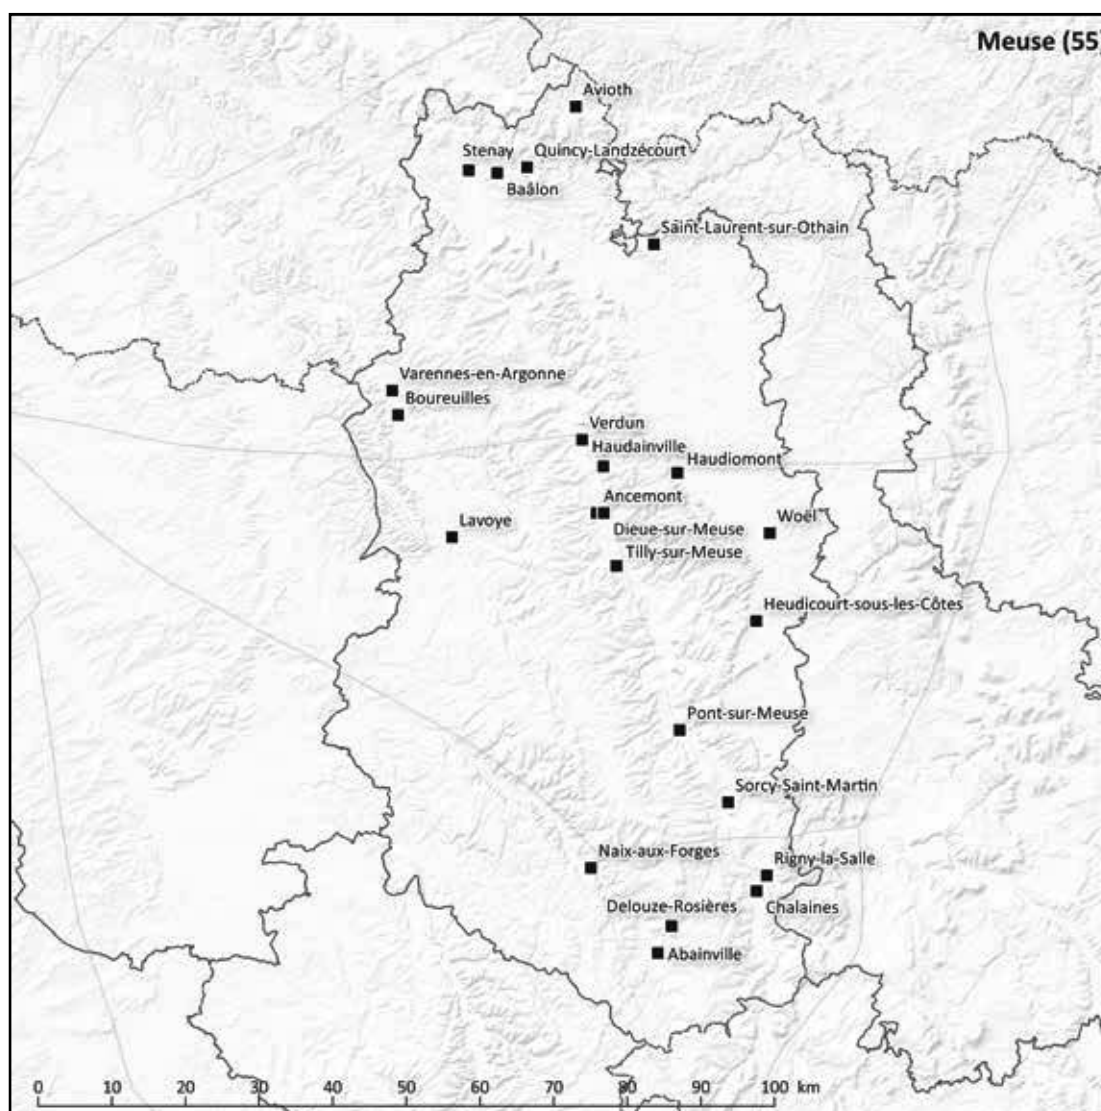 Meuse (55)
Avioth
Stenay
Quincy-Landzécourt
Baâlon
Saint-Laurent-sur-Othain
Varennes-en-Argonne
Boureuilles
Verdun
Haudainville
Haudiomont
Ancemont
Lavoye
Woël
Dieue-sur-Meuse
Tilly-sur-Meuse
Heudicourt-sous-les-Côtes
Pont-sur-Meuse
Sorcy-Saint-Martin
Naix-aux-Forges
Rigny-la-Salle
Delouze-Rosières
Chalaines
Abainville
0 10 20 30 40 50 60 70 80 90 100 km